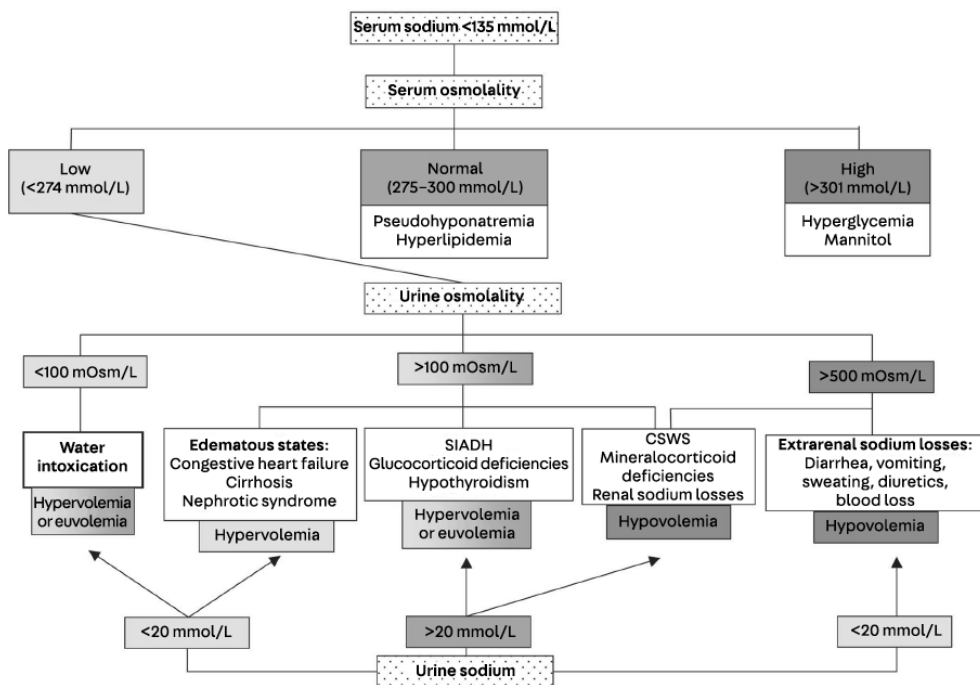 Serum sodium <135 mmol/L
Serum osmolality
Low
(<274 mmol/L)
Normal
(275–300 mmol/L)
Pseudohyponatremia
Hyperlipidemia
High
(>301 mmol/L)
Hyperglycemia
Mannitol
Urine osmolality
<100 mOsm/L
>100 mOsm/L
>500 mOsm/L
Water
intoxication
Hypervolemia
or euvolemia
Edematous states:
Congestive heart failure
Cirrhosis
Nephrotic syndrome
Hypervolemia
SIADH
Glucocorticoid deficiencies
Hypothyroidism
Hypervolemia
or euvolemia
CSWS
Mineralocorticoid
deficiencies
Renal sodium losses
Hypovolemia
Extrarenal sodium losses:
Diarrhea, vomiting,
sweating, diuretics,
blood loss
Hypovolemia
<20 mmol/L
>20 mmol/L
<20 mmol/L
Urine sodium